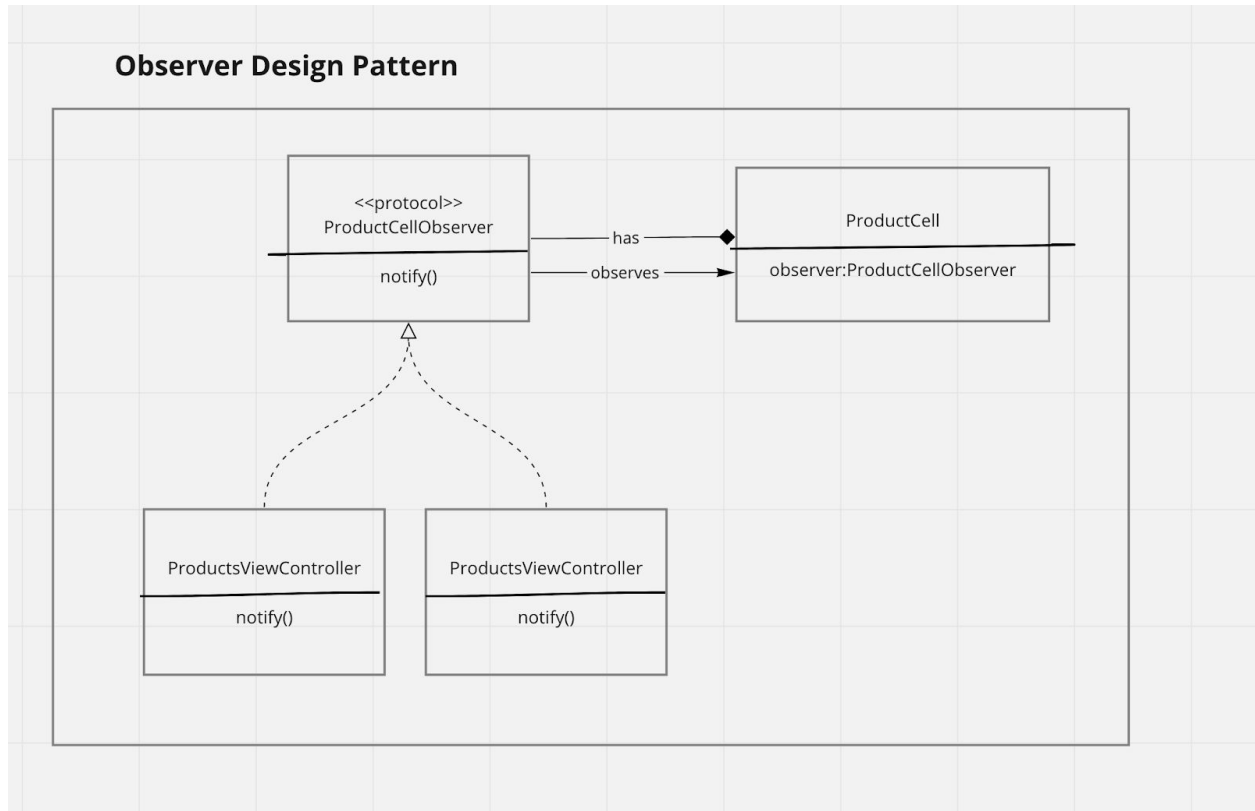 Observer Design Pattern
<<protocol>>
ProductCellObserver
notify()
has
observes
ProductCell
observer:ProductCellObserver
ProductsViewController
notify()
ProductsViewController
notify()